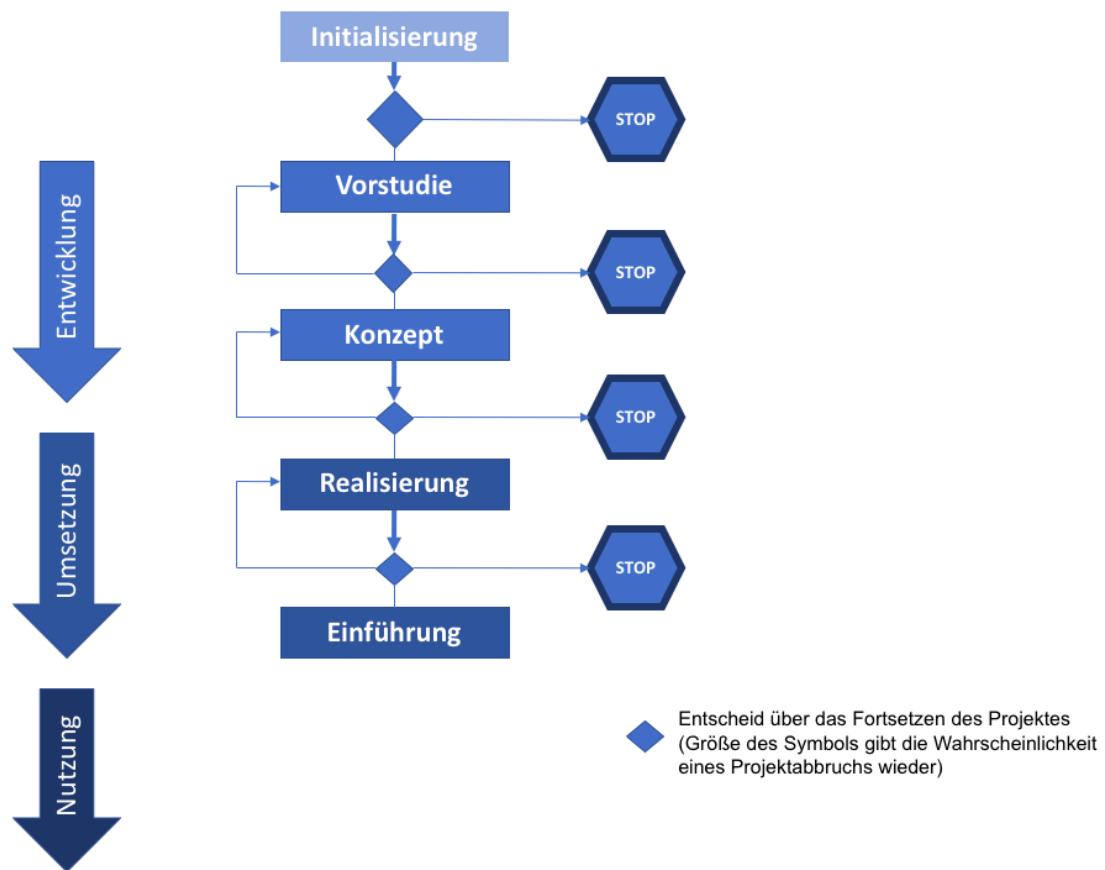 Initialisierung
STOP
Vorstudie
STOP
Konzept
STOP
Realisierung
STOP
Einführung
Entwicklung
Umsetzung
Nutzung
Entscheid über das Fortsetzen des Projektes
(Größe des Symbols gibt die Wahrscheinlichkeit
eines Projektabbruchs wieder)